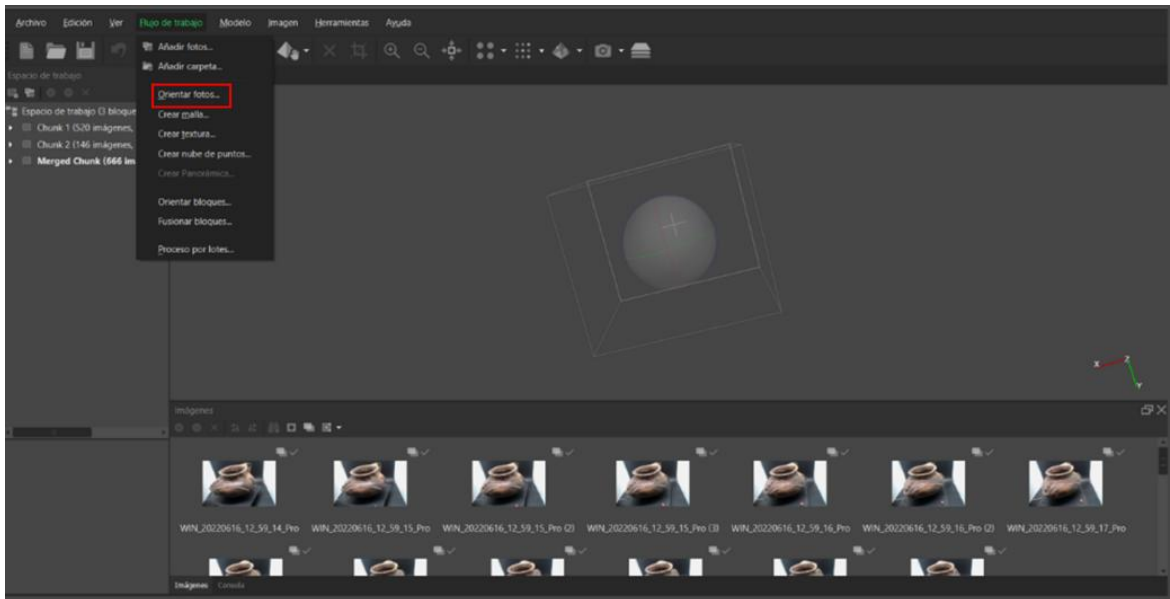 Archivo Edición Ver Flujo de trabajo Modelo Imagen Herramientas Ayuda
Añadir fotos...
Añadir carpeta...
Orientar fotos...
Crear malla...
Crear textura...
Crear nube de puntos...
Crear Panorámica...
Orientar bloques...
Fusionar bloques...
Proceso por lotes...
Espacio de trabajo
Espacio de trabajo (3 bloque
Chunk 1 (520 imágenes,
Chunk 2 (146 imágenes,
Merged Chunk (666 im
X Z
Y
Imágenes
WIN_20220616_12_59_14_Pro WIN_20220616_12_59_15_Pro WIN_20220616_12_59_15_Pro (2) WIN_20220616_12_59_15_Pro (3) WIN_20220616_12_59_16_Pro WIN_20220616_12_59_16_Pro (2) WIN_20220616_12_59_17_Pro
Imágenes Consola